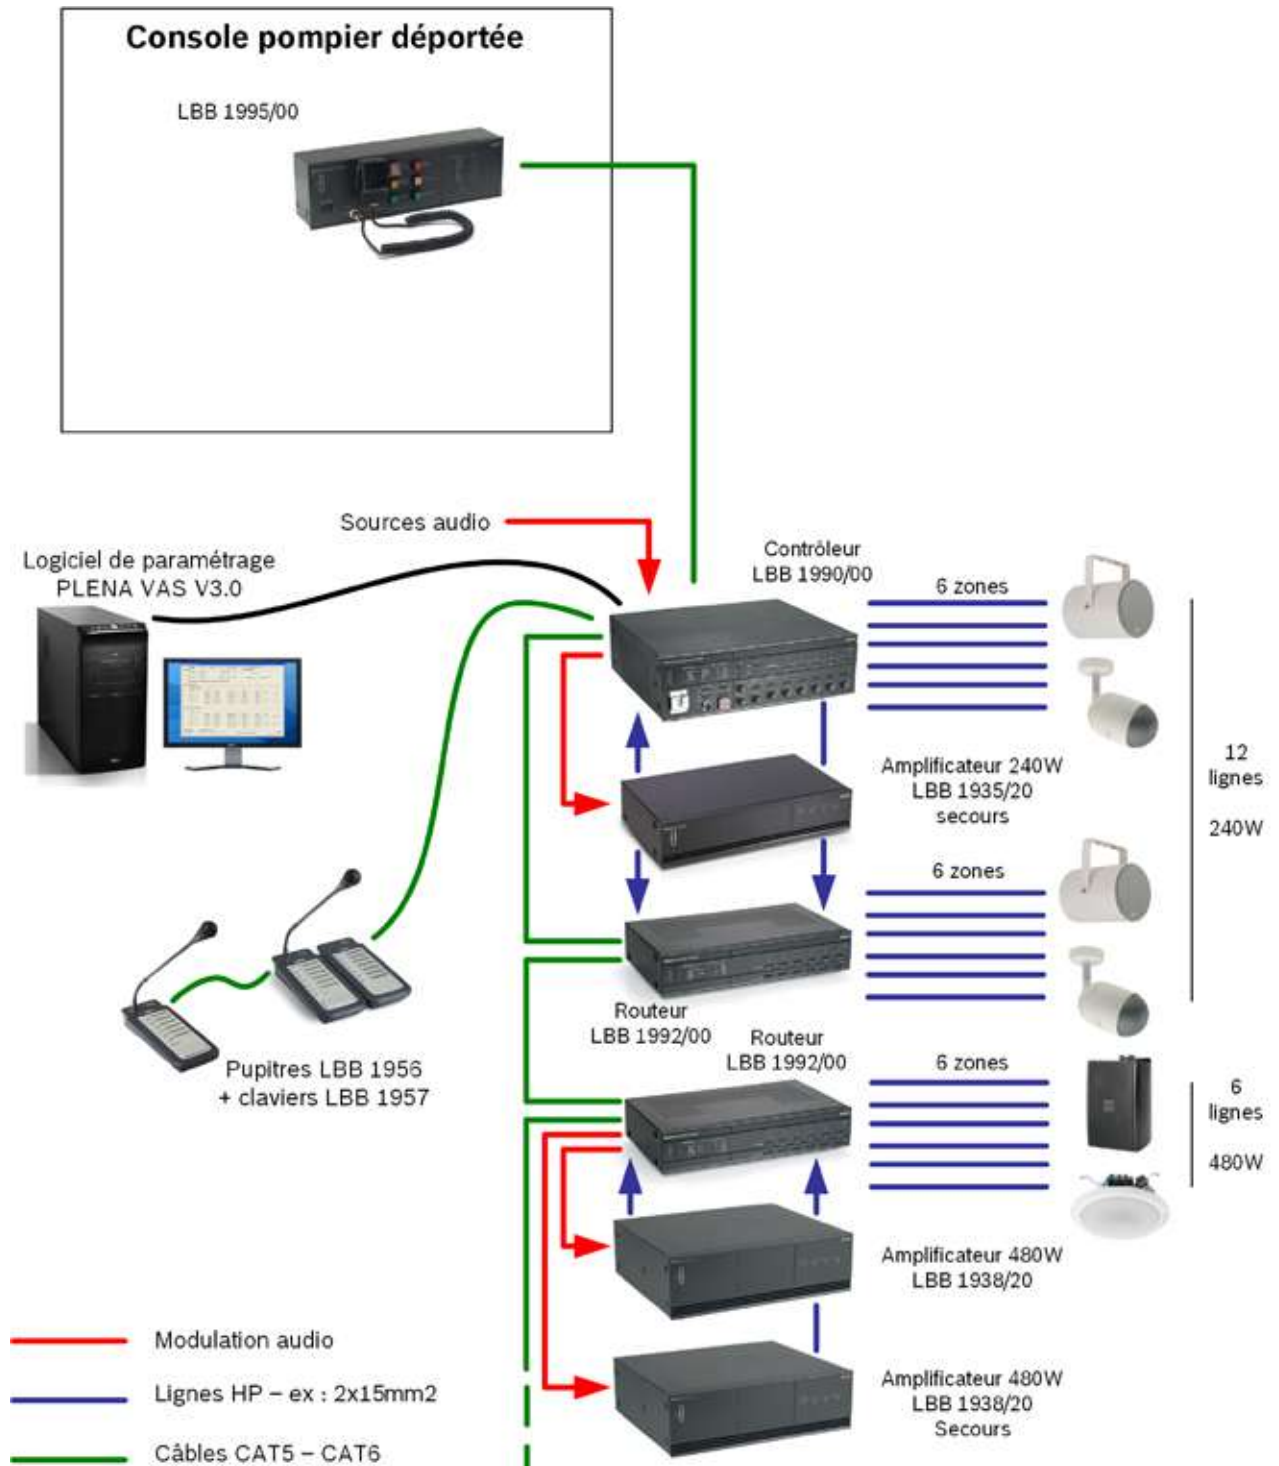 Console pompier déportée
LBB 1995/00
Sources audio
Logiciel de paramétrage
PLENA VAS V3.0
Contrôleur
LBB 1990/00
6 zones
Amplificateur 240W
LBB 1935/20
secours
12
lignes
240W
6 zones
Routeur
LBB 1992/00
Routeur
LBB 1992/00
Pupitres LBB 1956
+ claviers LBB 1957
6 zones
6
lignes
480W
Amplificateur 480W
LBB 1938/20
Amplificateur 480W
LBB 1938/20
Secours
Modulation audio
Lignes HP – ex : 2x15mm2
Câbles CAT5 – CAT6